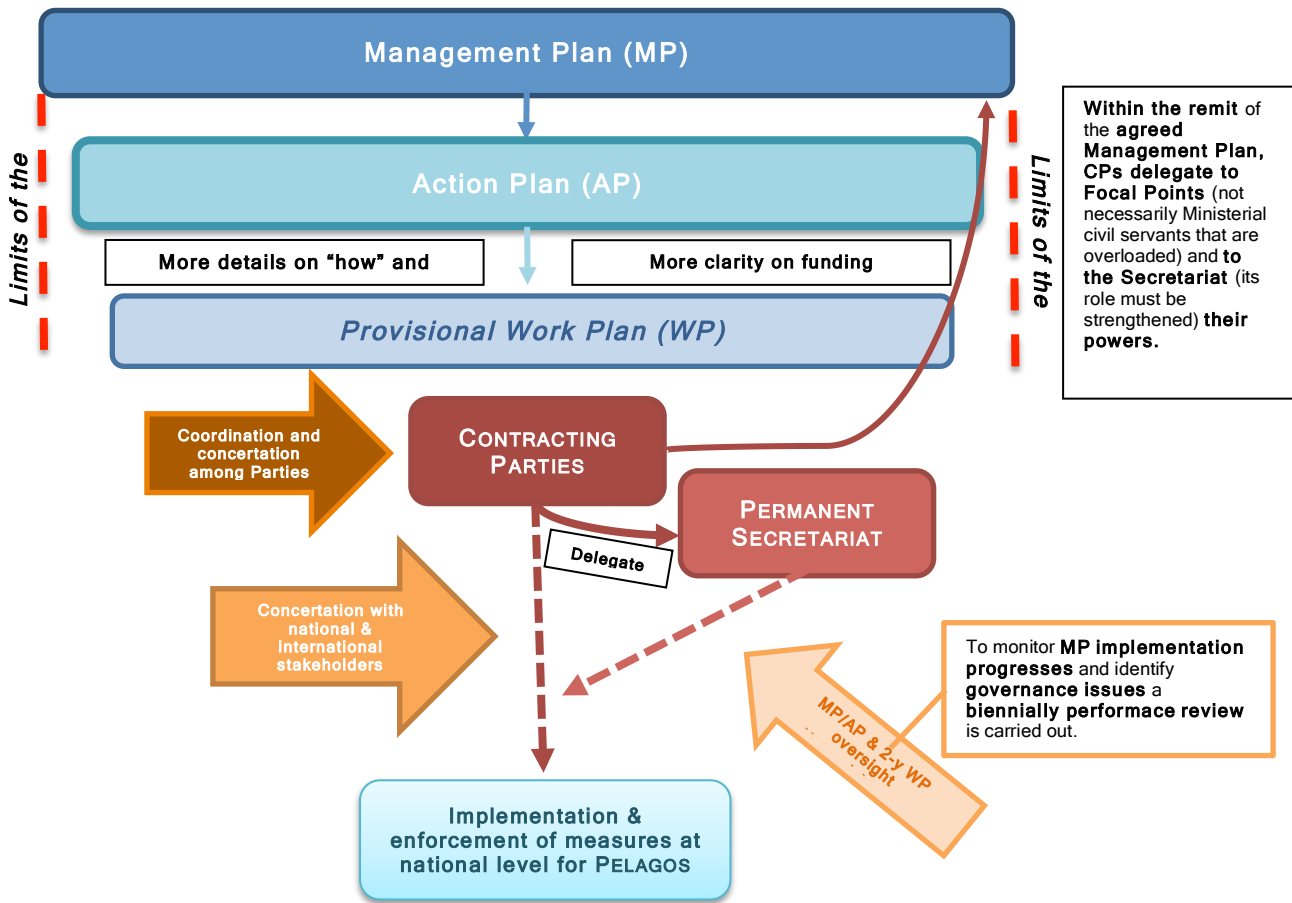 Management Plan (MP)
Limits of the
Action Plan (AP)
Limits of the
Within the remit of
the agreed
Management Plan,
CPs delegate to
Focal Points (not
necessarily Ministerial
civil servants that are
overloaded) and to
the Secretariat (its
role must be
strengthened) their
powers.
More details on “how” and
More clarity on funding
Provisional Work Plan (WP)
Coordination and
concertation
among Parties
CONTRACTING
PARTIES
PERMANENT
SECRETARIAT
Delegate
Concertation with
national &
international
stakeholders
To monitor MP implementation
progresses and identify
governance issues a
biennially performace review
is carried out.
MP/AP & 2-y WP
oversight
Implementation &
enforcement of measures at
national level for PELAGOS